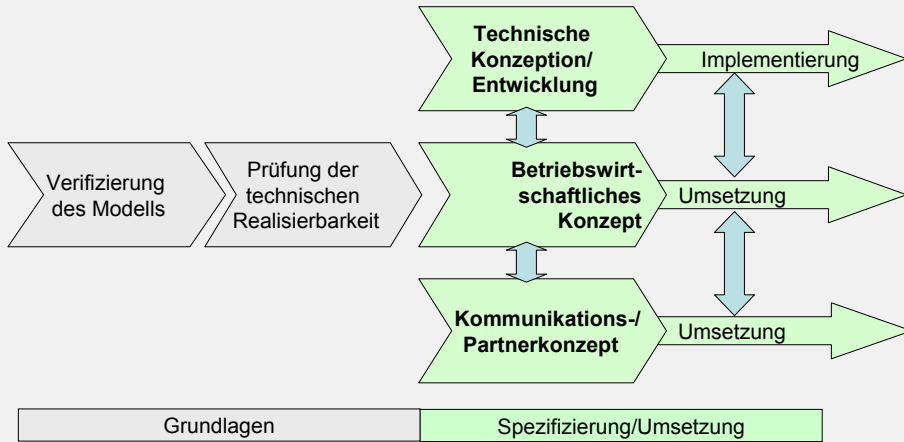 Technische
Konzeption/
Entwicklung
Implementierung
Verifizierung
des Modells
Prüfung der
technischen
Realisierbarkeit
Betriebswirt-
schaftliches
Konzept
Umsetzung
Kommunikations-/
Partnerkonzept
Umsetzung
Grundlagen
Spezifizierung/Umsetzung